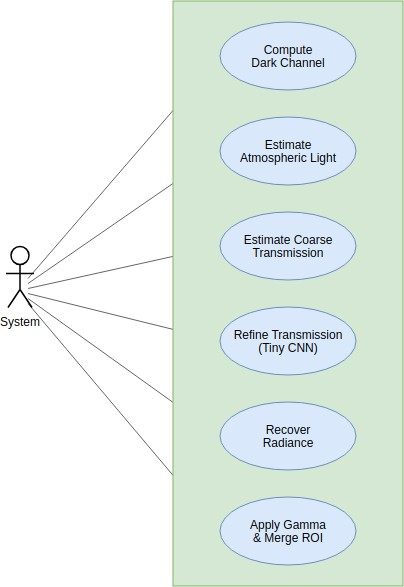 Compute
Dark Channel
Estimate
Atmospheric Light
Estimate Coarse
Transmission
System
Refine Transmission
(Tiny CNN)
Recover
Radiance
Apply Gamma
& Merge ROI